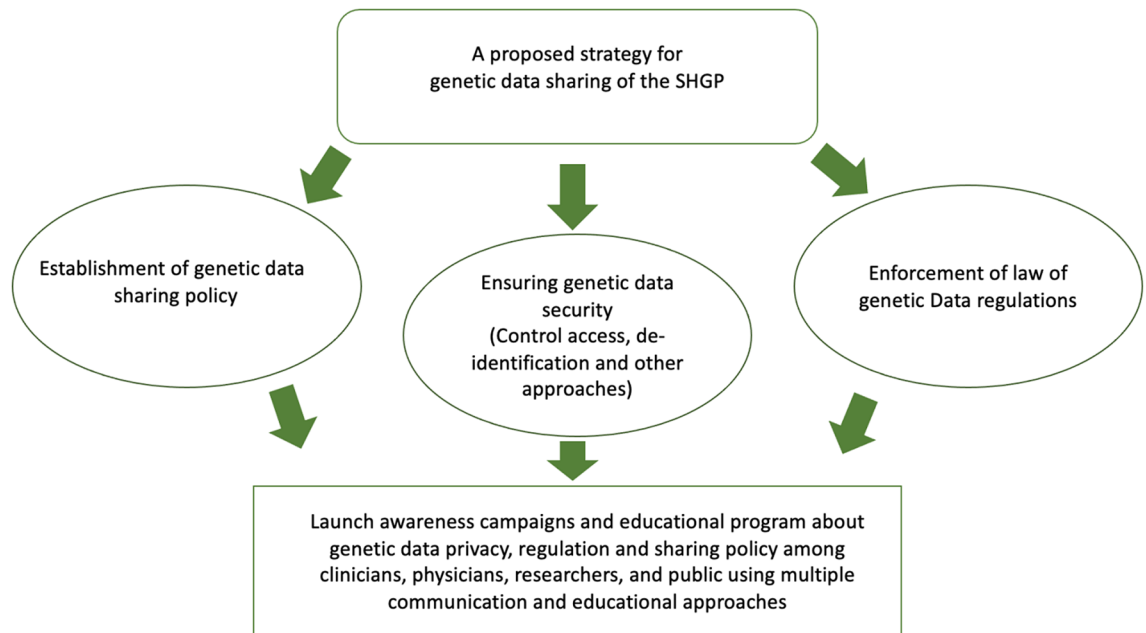 A proposed strategy for
genetic data sharing of the SHGP
Establishment of genetic data
sharing policy
Ensuring genetic data
security
(Control access, de-
identification and other
approaches)
Enforcement of law of
genetic Data regulations
Launch awareness campaigns and educational program about
genetic data privacy, regulation and sharing policy among
clinicians, physicians, researchers, and public using multiple
communication and educational approaches